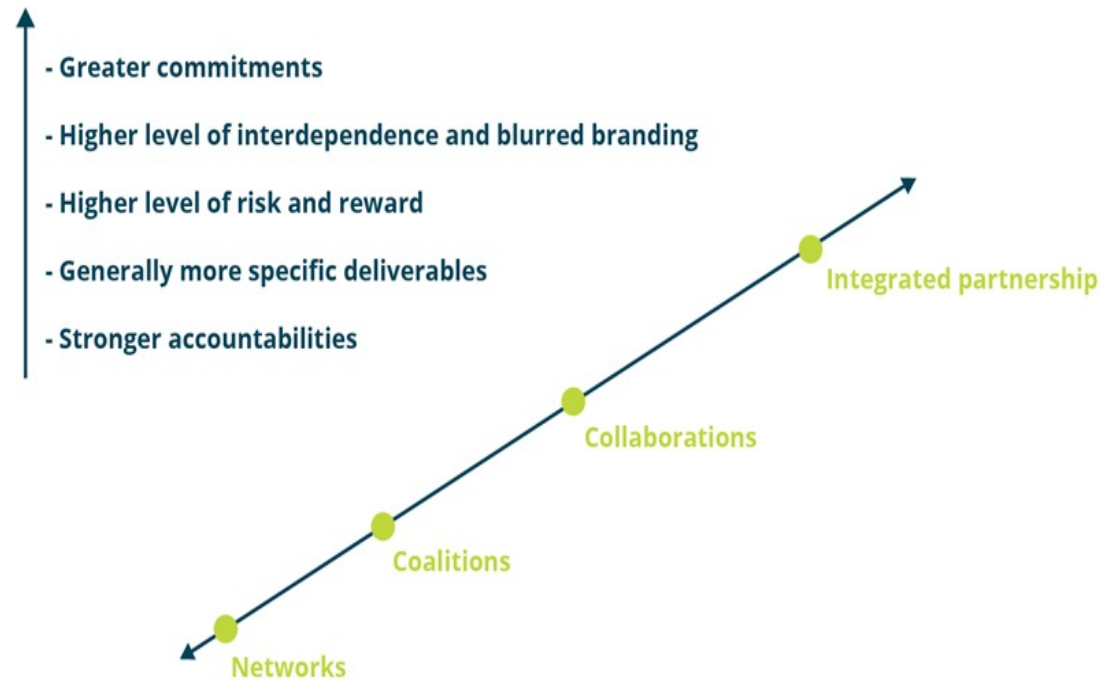 - Greater commitments
- Higher level of interdependence and blurred branding
- Higher level of risk and reward
- Generally more specific deliverables
- Stronger accountabilities
Integrated partnership
Collaborations
Coalitions
Networks